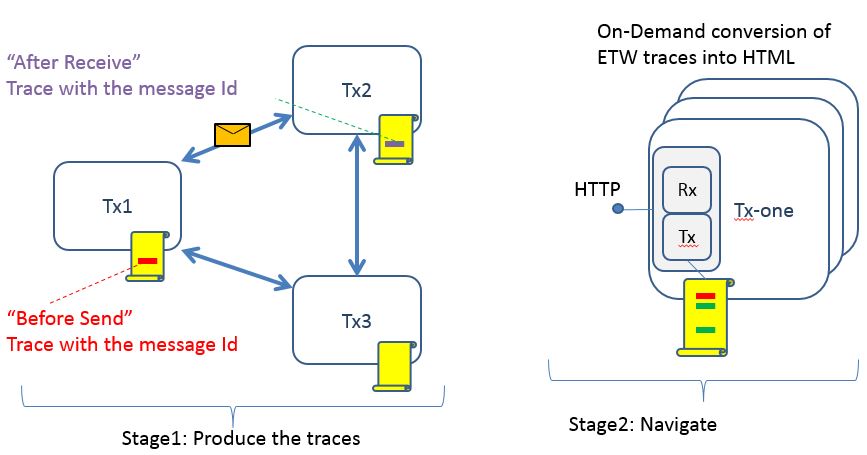 “After Receive”
Trace with the message Id
Tx2
Tx1
“Before Send”
Trace with the message Id
Tx3
Stage1: Produce the traces
On-Demand conversion of
ETW traces into HTML
HTTP
Rx
Tx
Tx-one
Stage2: Navigate